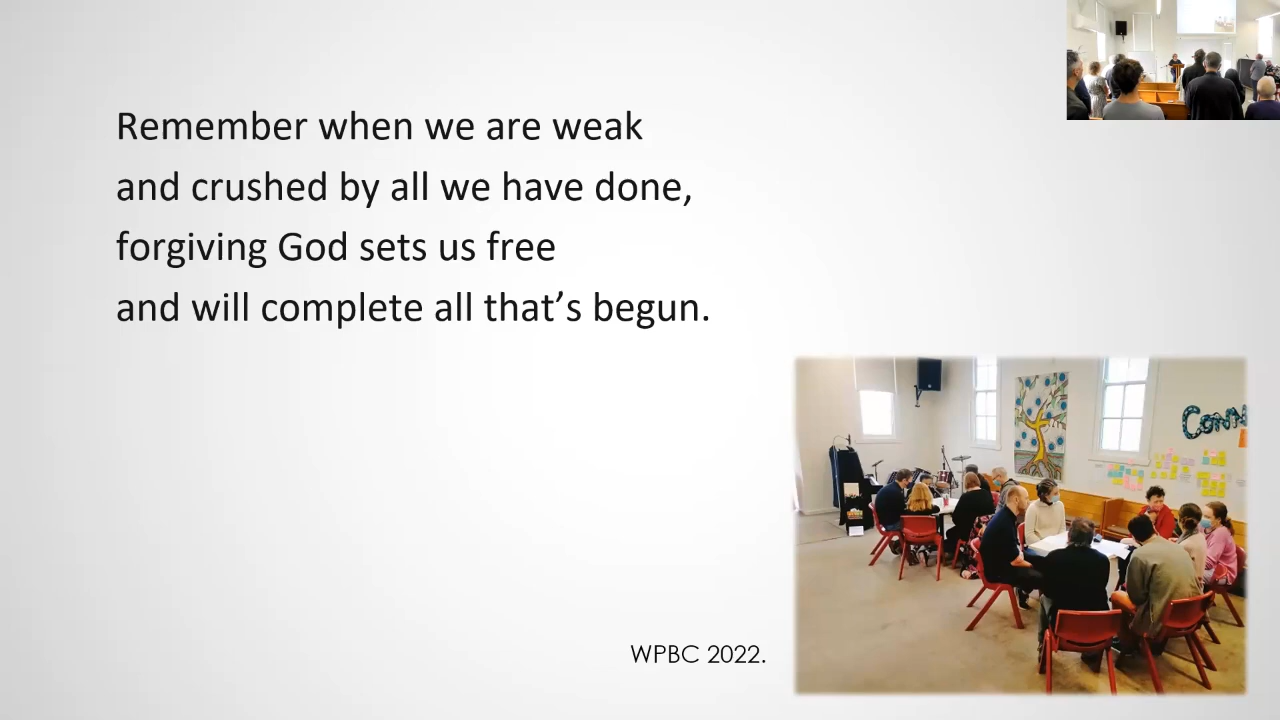 Remember when we are weak
and crushed by all we have done,
forgiving God sets us free
and will complete all that’s begun.
WPBC 2022.